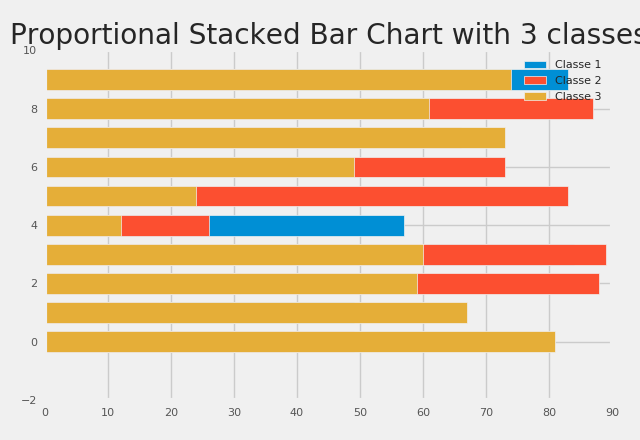 Proportional Stacked Bar Chart with 3 classes
10
8
6
4
2
0
−2
0 10 20 30 40 50 60 70 80 90
Classe 1
Classe 2
Classe 3